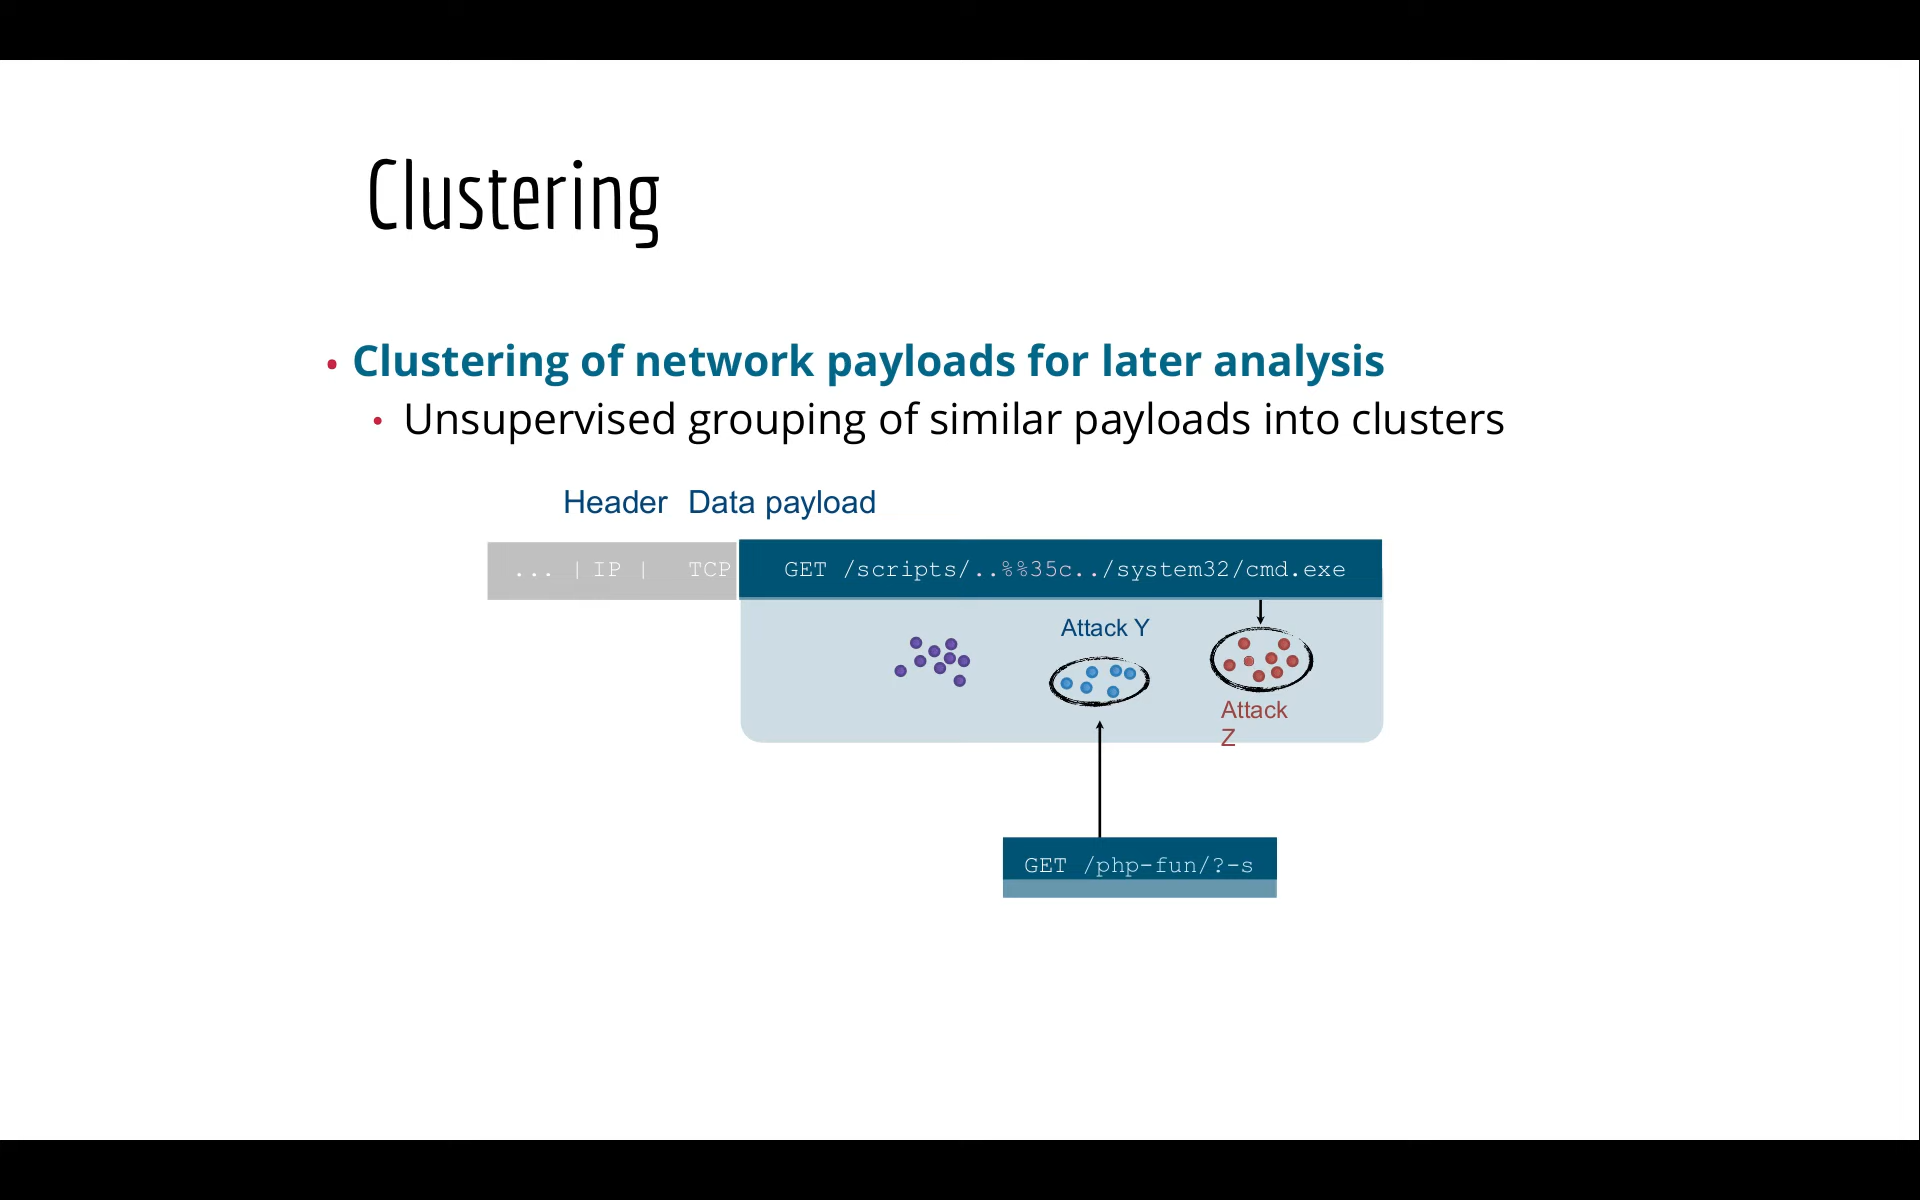 Clustering
• Clustering of network payloads for later analysis
• Unsupervised grouping of similar payloads into clusters
Header Data payload
... | IP | TCP GET /scripts/..%%35c../system32/cmd.exe
Attack Y
Attack
Z
GET /php-fun/?-s